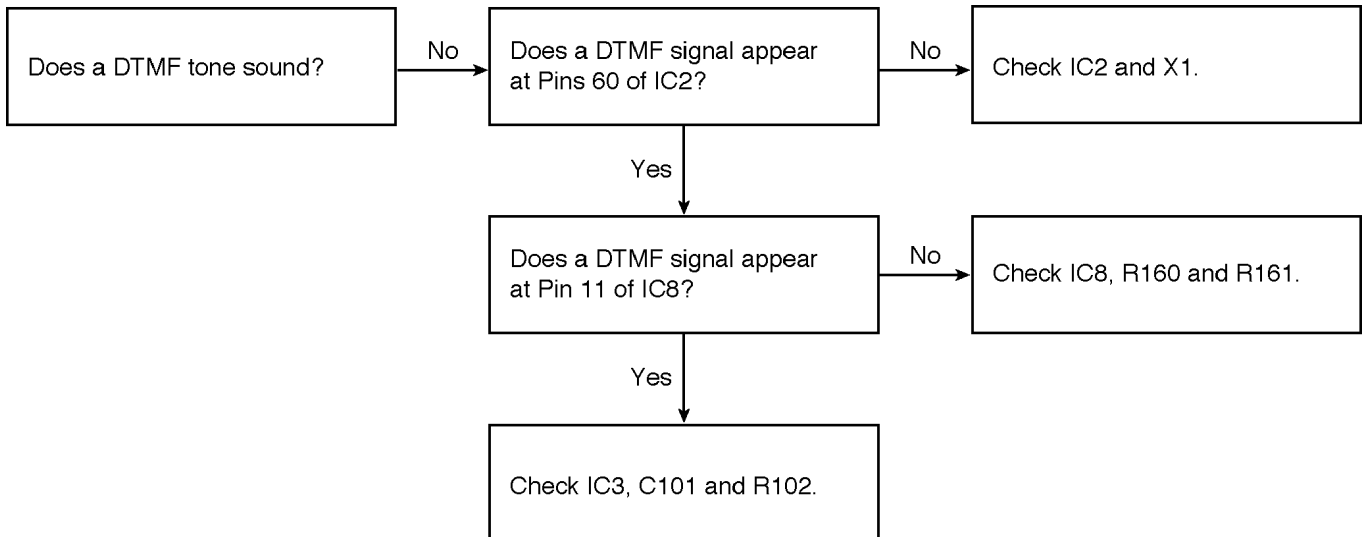 Does a DTMF tone sound?
No
Does a DTMF signal appear
at Pins 60 of IC2?
No
Check IC2 and X1.
Yes
Does a DTMF signal appear
at Pin 11 of IC8?
No
Check IC8, R160 and R161.
Yes
Check IC3, C101 and R102.